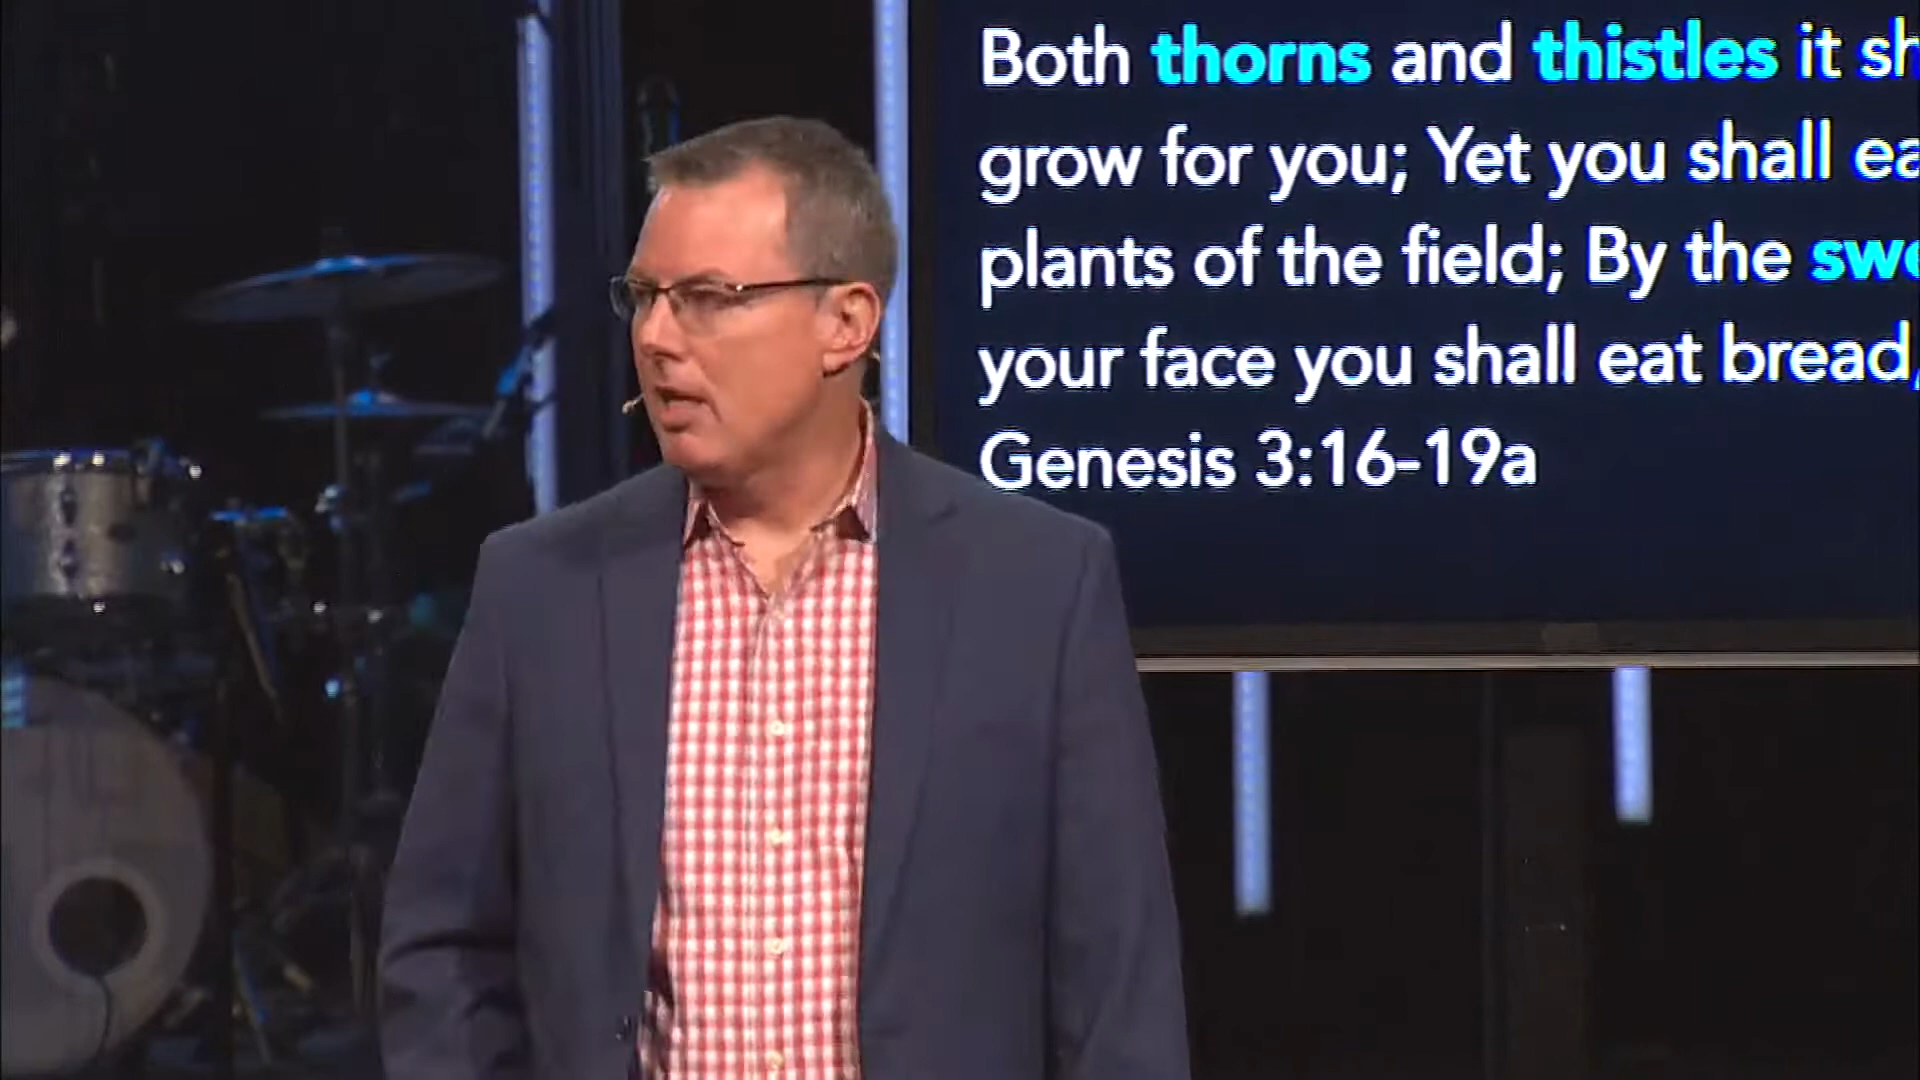 Both thorns and thistles it sh
grow for you; Yet you shall ea
plants of the field; By the swe
your face you shall eat bread,
Genesis 3:16-19a